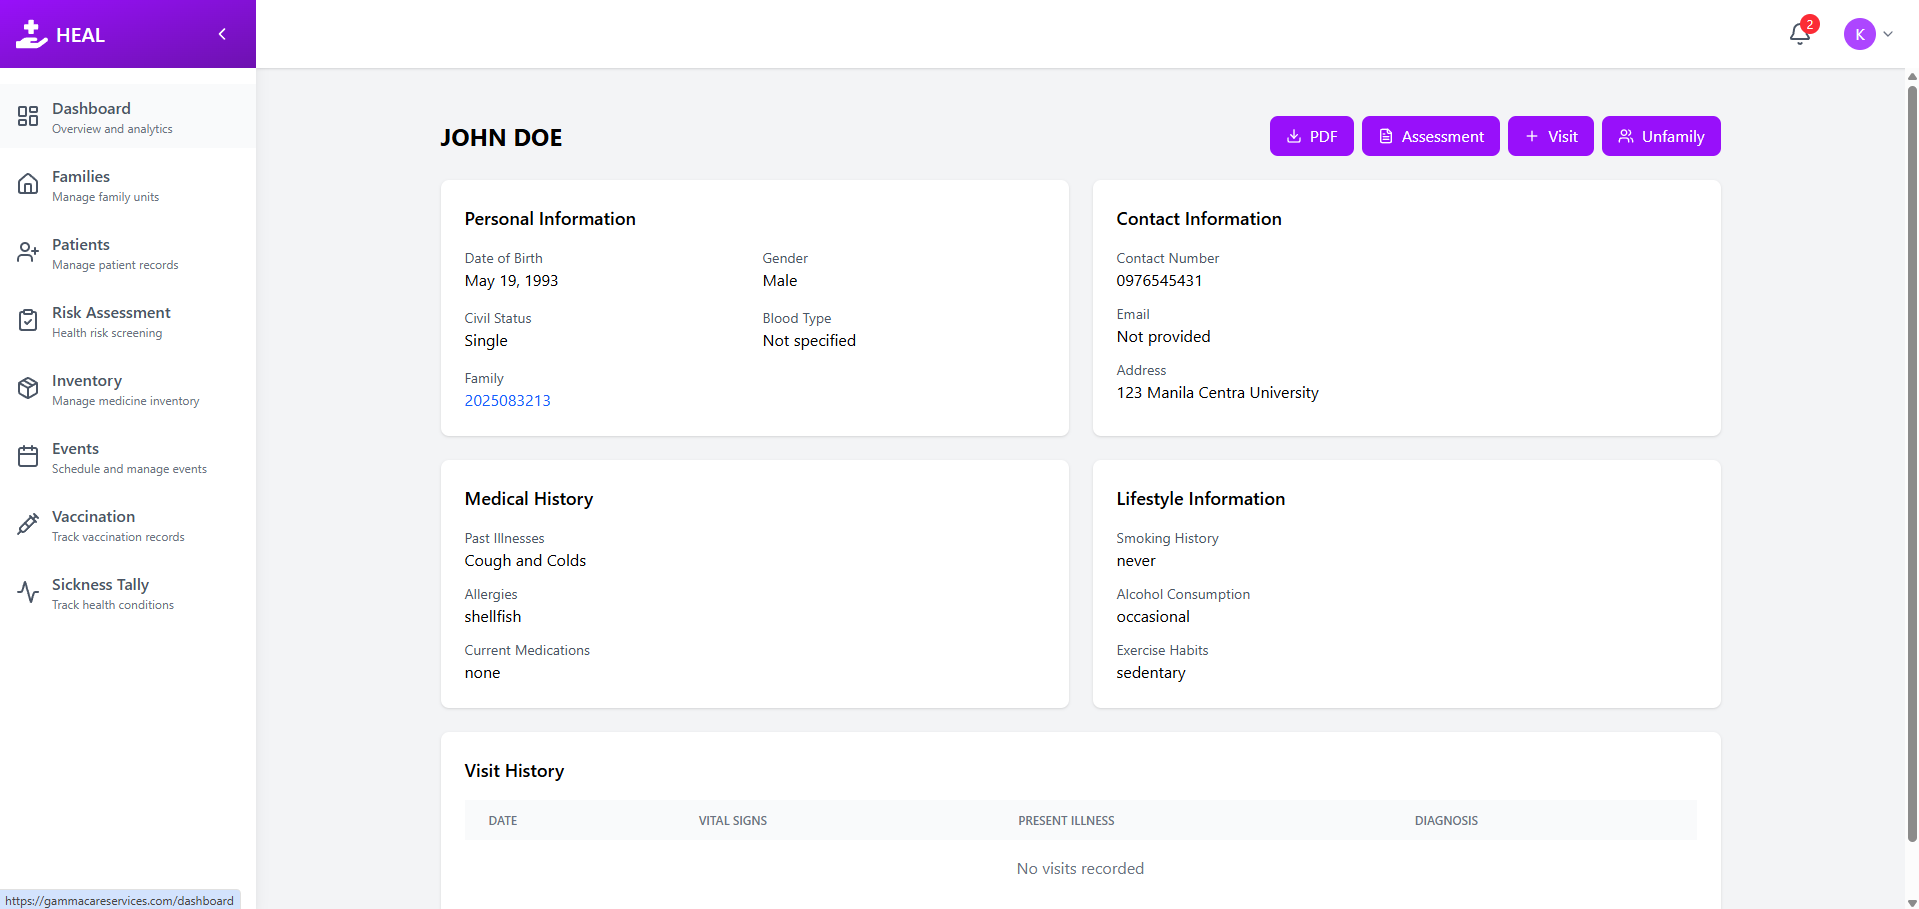 HEAL
2
K
Dashboard
Overview and analytics
Families
Manage family units
Patients
Manage patient records
Risk Assessment
Health risk screening
Inventory
Manage medicine inventory
Events
Schedule and manage events
Vaccination
Track vaccination records
Sickness Tally
Track health conditions
JOHN DOE
PDF
Assessment
Visit
Unfamily
Personal Information
Date of Birth
May 19, 1993
Gender
Male
Civil Status
Single
Blood Type
Not specified
Family
2025083213
Contact Information
Contact Number
0976545431
Email
Not provided
Address
123 Manila Centra University
Medical History
Past Illnesses
Cough and Colds
Allergies
shellfish
Current Medications
none
Lifestyle Information
Smoking History
never
Alcohol Consumption
occasional
Exercise Habits
sedentary
Visit History
DATE VITAL SIGNS PRESENT ILLNESS DIAGNOSIS
No visits recorded
https://gammacareservices.com/dashboard